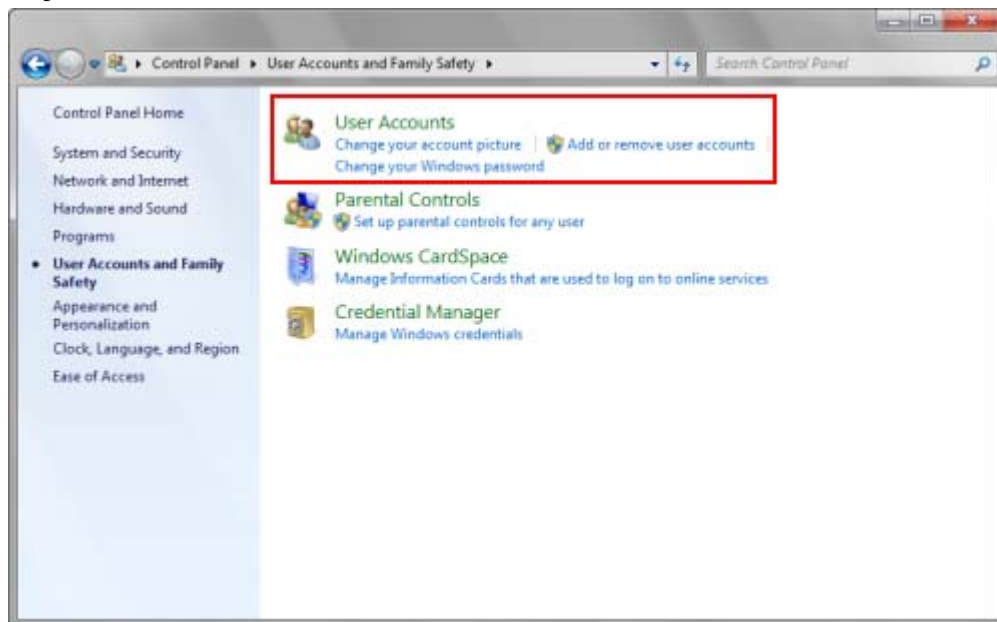 Control Panel ▸ User Accounts and Family Safety ▸
Search Control Panel
Control Panel Home
System and Security
Network and Internet
Hardware and Sound
Programs
• User Accounts and Family
Safety
Appearance and
Personalization
Clock, Language, and Region
Ease of Access
User Accounts
Change your account picture | Add or remove user accounts |
Change your Windows password
Parental Controls
Set up parental controls for any user
Windows CardSpace
Manage Information Cards that are used to log on to online services
Credential Manager
Manage Windows credentials